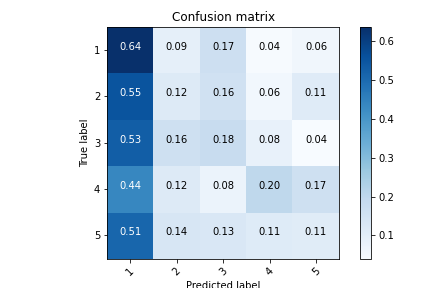 Confusion matrix
1 0.64 0.09 0.17 0.04 0.06
2 0.55 0.12 0.16 0.06 0.11
3 0.53 0.16 0.18 0.08 0.04
4 0.44 0.12 0.08 0.20 0.17
5 0.51 0.14 0.13 0.11 0.11
1 2 3 4 5
True label
Predicted label
0.6
0.5
0.4
0.3
0.2
0.1